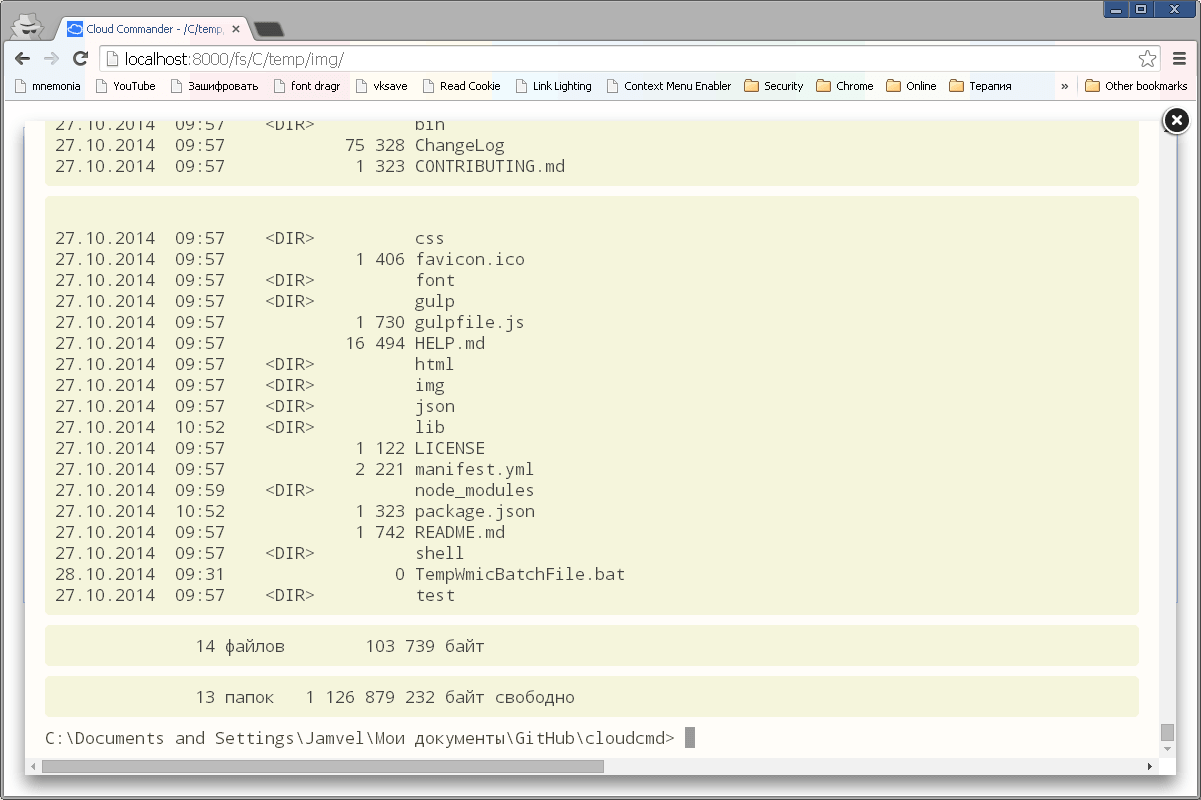 Cloud Commander - /C/temp,
localhost:8000/fs/C/temp/img/
mnemonia YouTube Зашифровать font dragr vksave Read Cookie Link Lighting Context Menu Enabler Security Chrome Online Терапия » Other bookmarks
27.10.2014 09:57 <DIR> bin
27.10.2014 09:57 75 328 ChangeLog
27.10.2014 09:57 1 323 CONTRIBUTING.md
27.10.2014 09:57 <DIR> css
27.10.2014 09:57 1 406 favicon.ico
27.10.2014 09:57 <DIR> font
27.10.2014 09:57 <DIR> gulp
27.10.2014 09:57 1 730 gulpfile.js
27.10.2014 09:57 16 494 HELP.md
27.10.2014 09:57 <DIR> html
27.10.2014 09:57 <DIR> img
27.10.2014 09:57 <DIR> json
27.10.2014 10:52 <DIR> lib
27.10.2014 09:57 1 122 LICENSE
27.10.2014 09:57 2 221 manifest.yml
27.10.2014 09:59 <DIR> node_modules
27.10.2014 10:52 1 323 package.json
27.10.2014 09:57 1 742 README.md
27.10.2014 09:57 <DIR> shell
28.10.2014 09:31 0 TempWmicBatchFile.bat
27.10.2014 09:57 <DIR> test
14 файлов 103 739 байт
13 папок 1 126 879 232 байт свободно
C:\Documents and Settings\Jamvel\Мои документы\GitHub\cloudcmd>